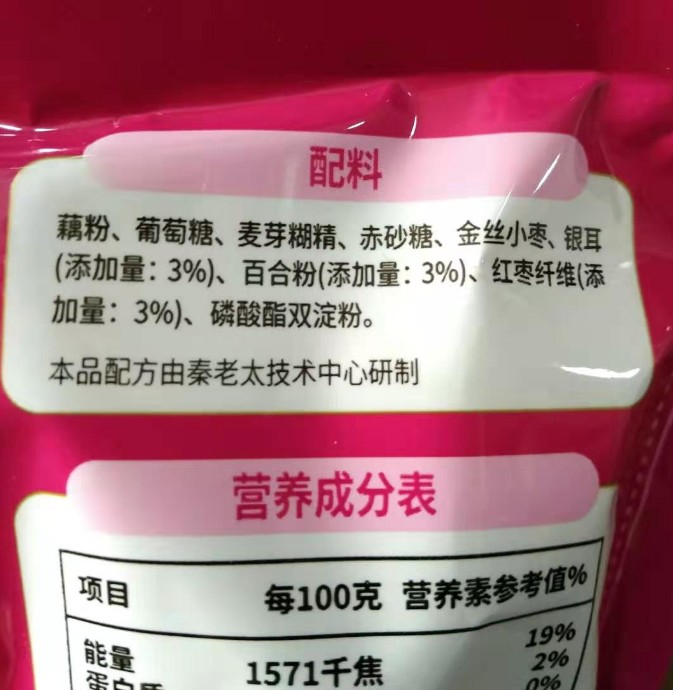 配料
藕粉、葡萄糖、麦芽糊精、赤砂糖、金丝小枣、银耳
(添加量：3%)、百合粉(添加量：3%)、红枣纤维(添
加量：3%)、磷酸酯双淀粉。
本品配方由秦老太技术中心研制
营养成分表
项目 每100克 营养素参考值%
能量 1571千焦 19%
蛋白质 2%
0%